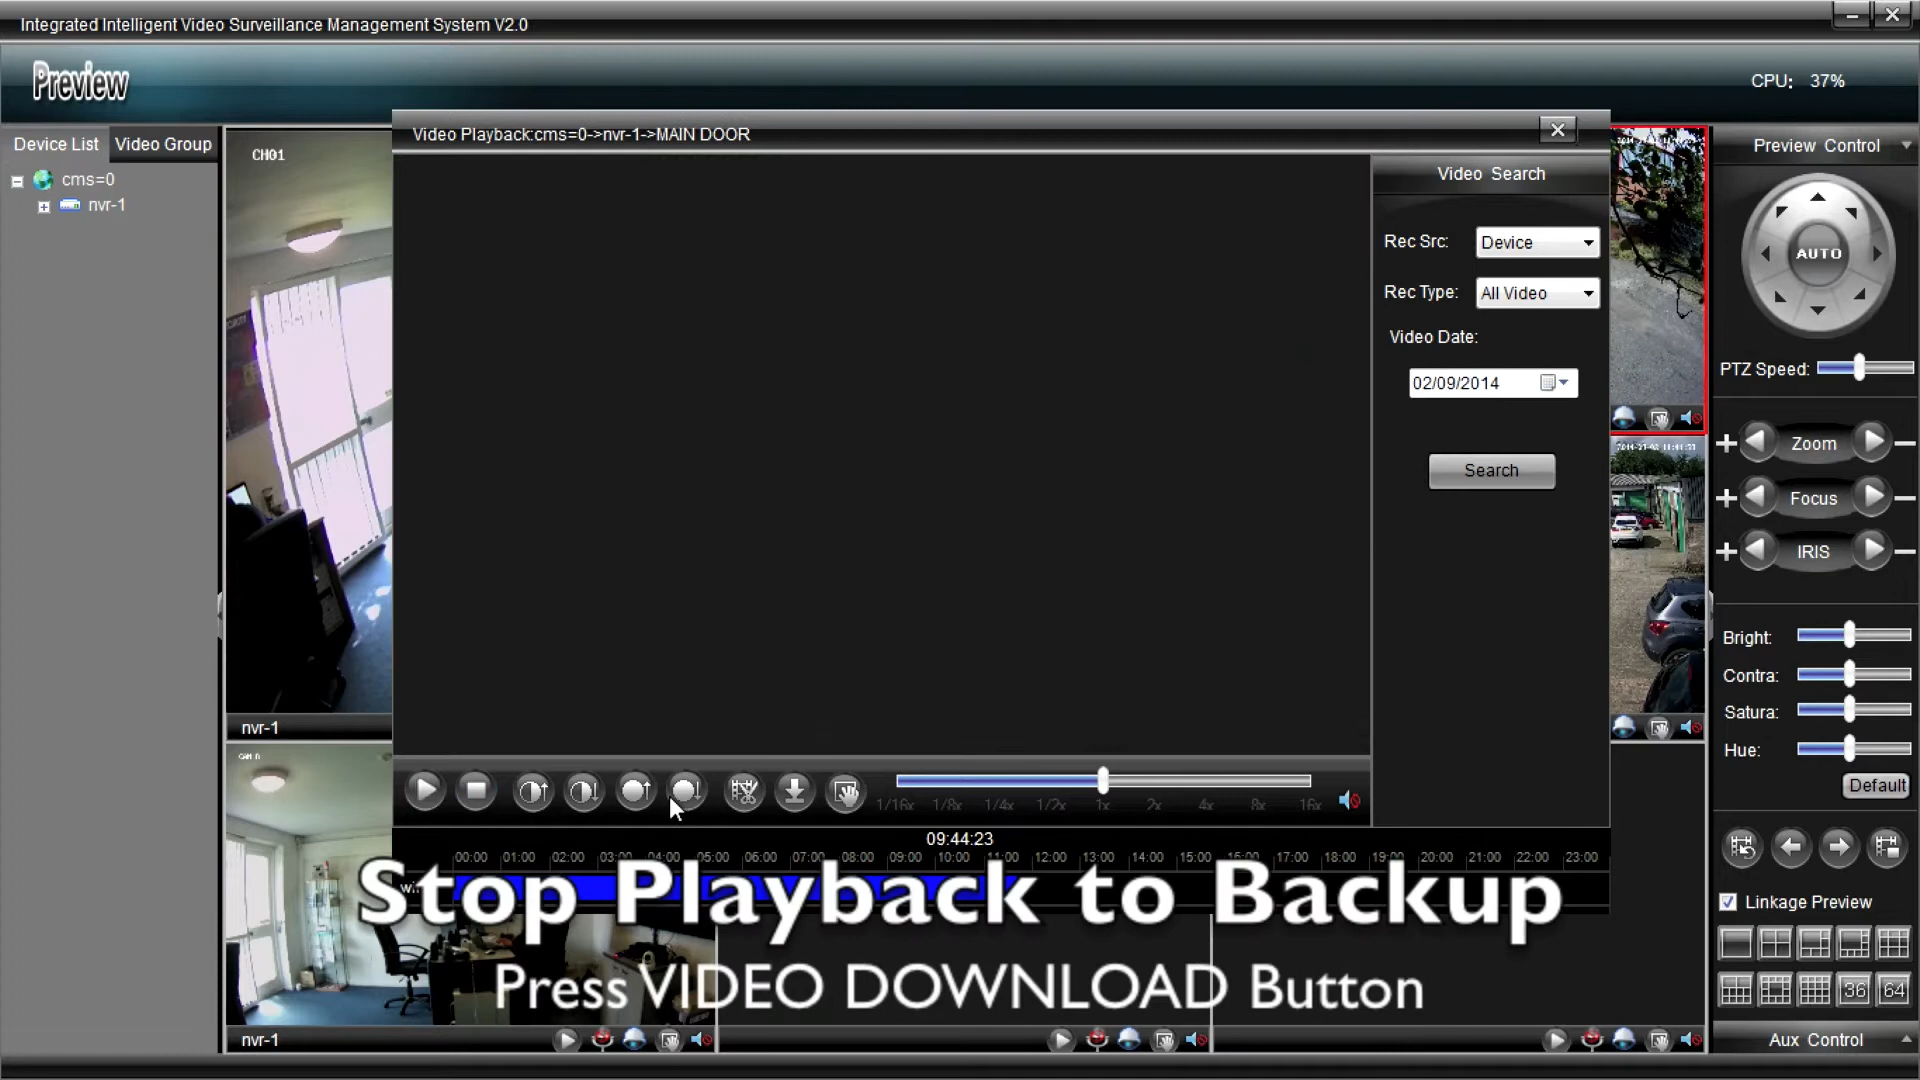 Integrated Intelligent Video Surveillance Management System V2.0
Preview
CPU: 37%
Device List
Video Group
cms=0
nvr-1
CH01
nvr-1
nvr-1
Video Playback:cms=0->nvr-1->MAIN DOOR
Video Search
Rec Src: Device
Rec Type: All Video
Video Date:
02/09/2014
Search
1/16x 1/8x 1/4x 1/2x 1x 2x 4x 8x 16x
09:44:23
00:00 01:00 02:00 03:00 04:00 05:00 06:00 07:00 08:00 09:00 10:00 11:00 12:00 13:00 14:00 15:00 16:00 17:00 18:00 19:00 20:00 21:00 22:00 23:00
Stop Playback to Backup
Press VIDEO DOWNLOAD Button
Preview Control
AUTO
PTZ Speed:
+ Zoom −
+ Focus −
+ IRIS −
Bright:
Contra:
Satura:
Hue:
Default
Linkage Preview
36 64
Aux Control